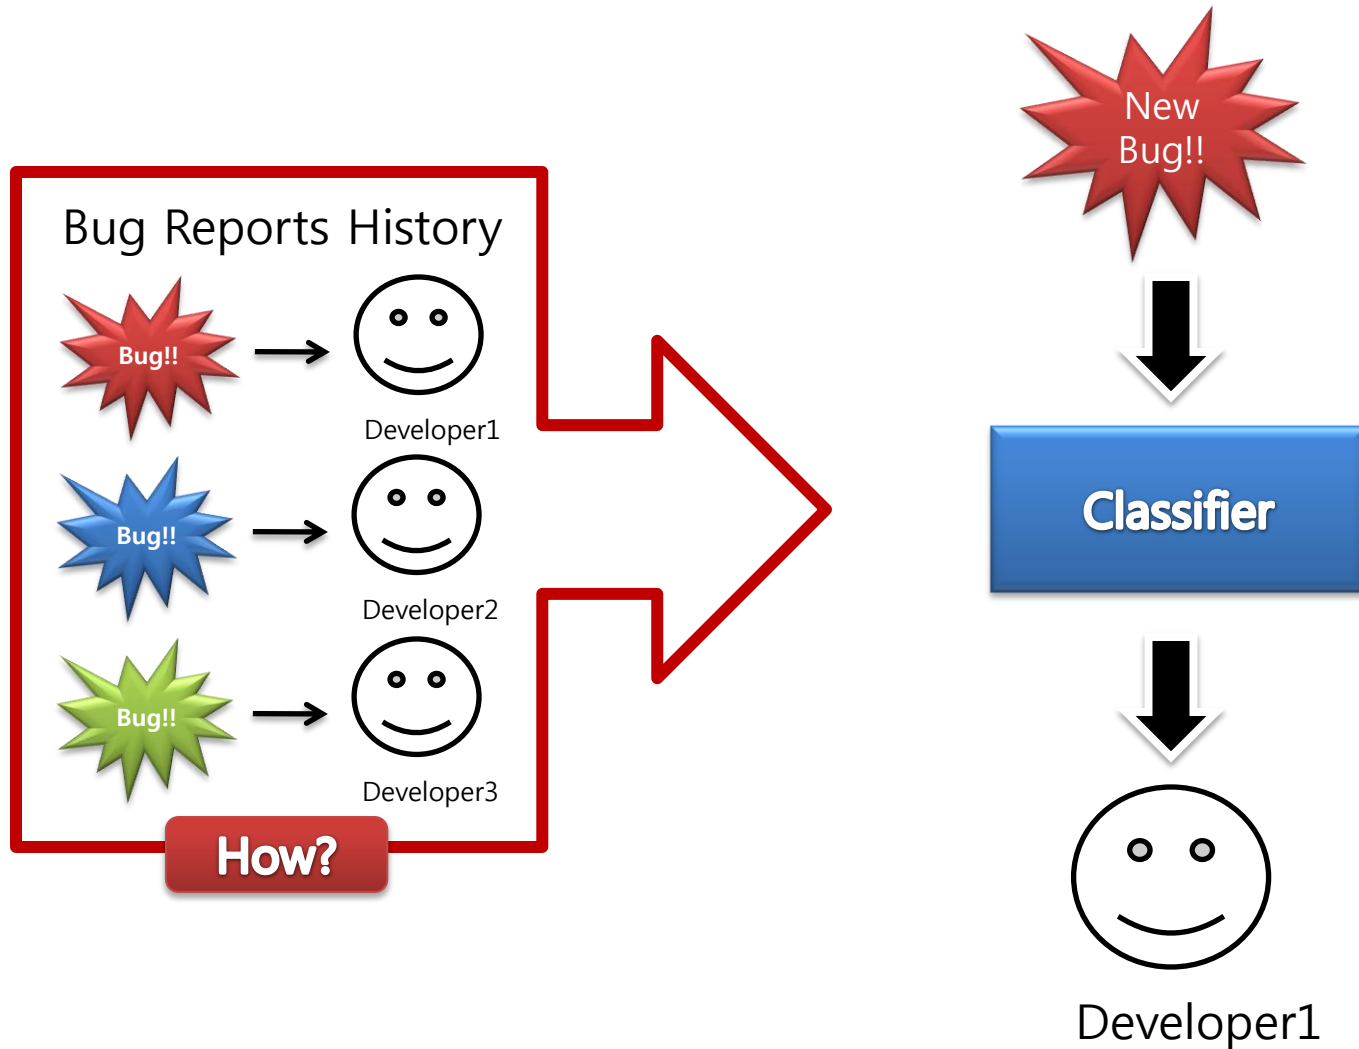 Bug Reports History
Bug!!
Developer1
Bug!!
Developer2
Bug!!
Developer3
How?
New
Bug!!
Classifier
Developer1